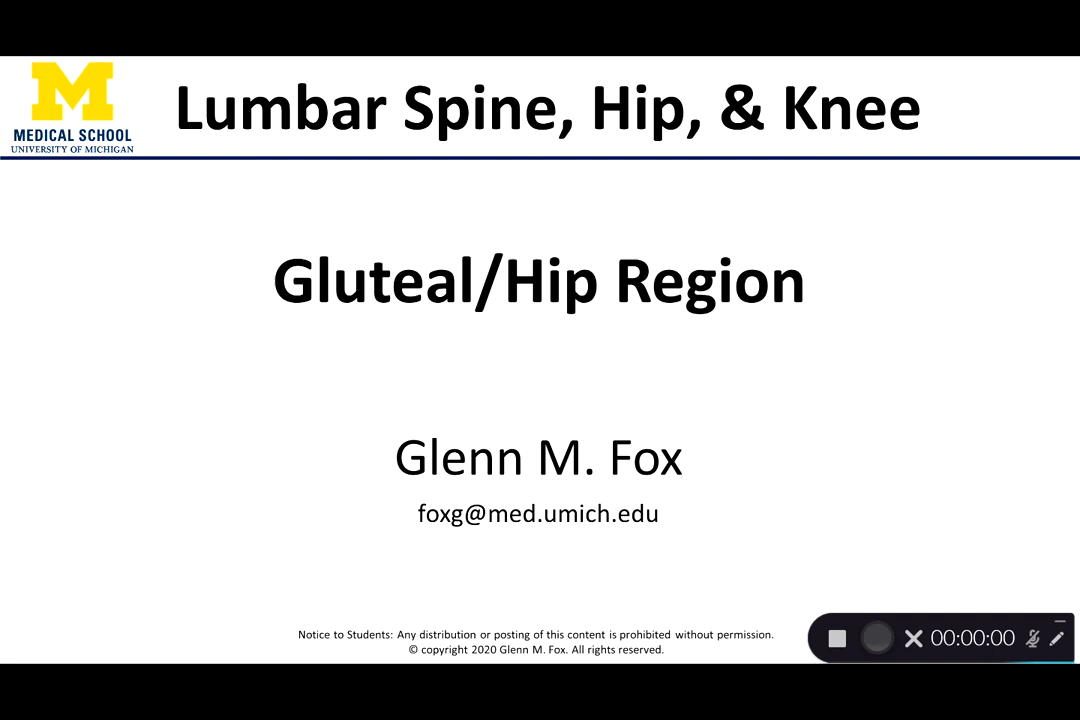 M
MEDICAL SCHOOL
UNIVERSITY OF MICHIGAN
Lumbar Spine, Hip, & Knee
Gluteal/Hip Region
Glenn M. Fox
foxg@med.umich.edu
Notice to Students: Any distribution or posting of this content is prohibited without permission.
© copyright 2020 Glenn M. Fox. All rights reserved.
00:00:00